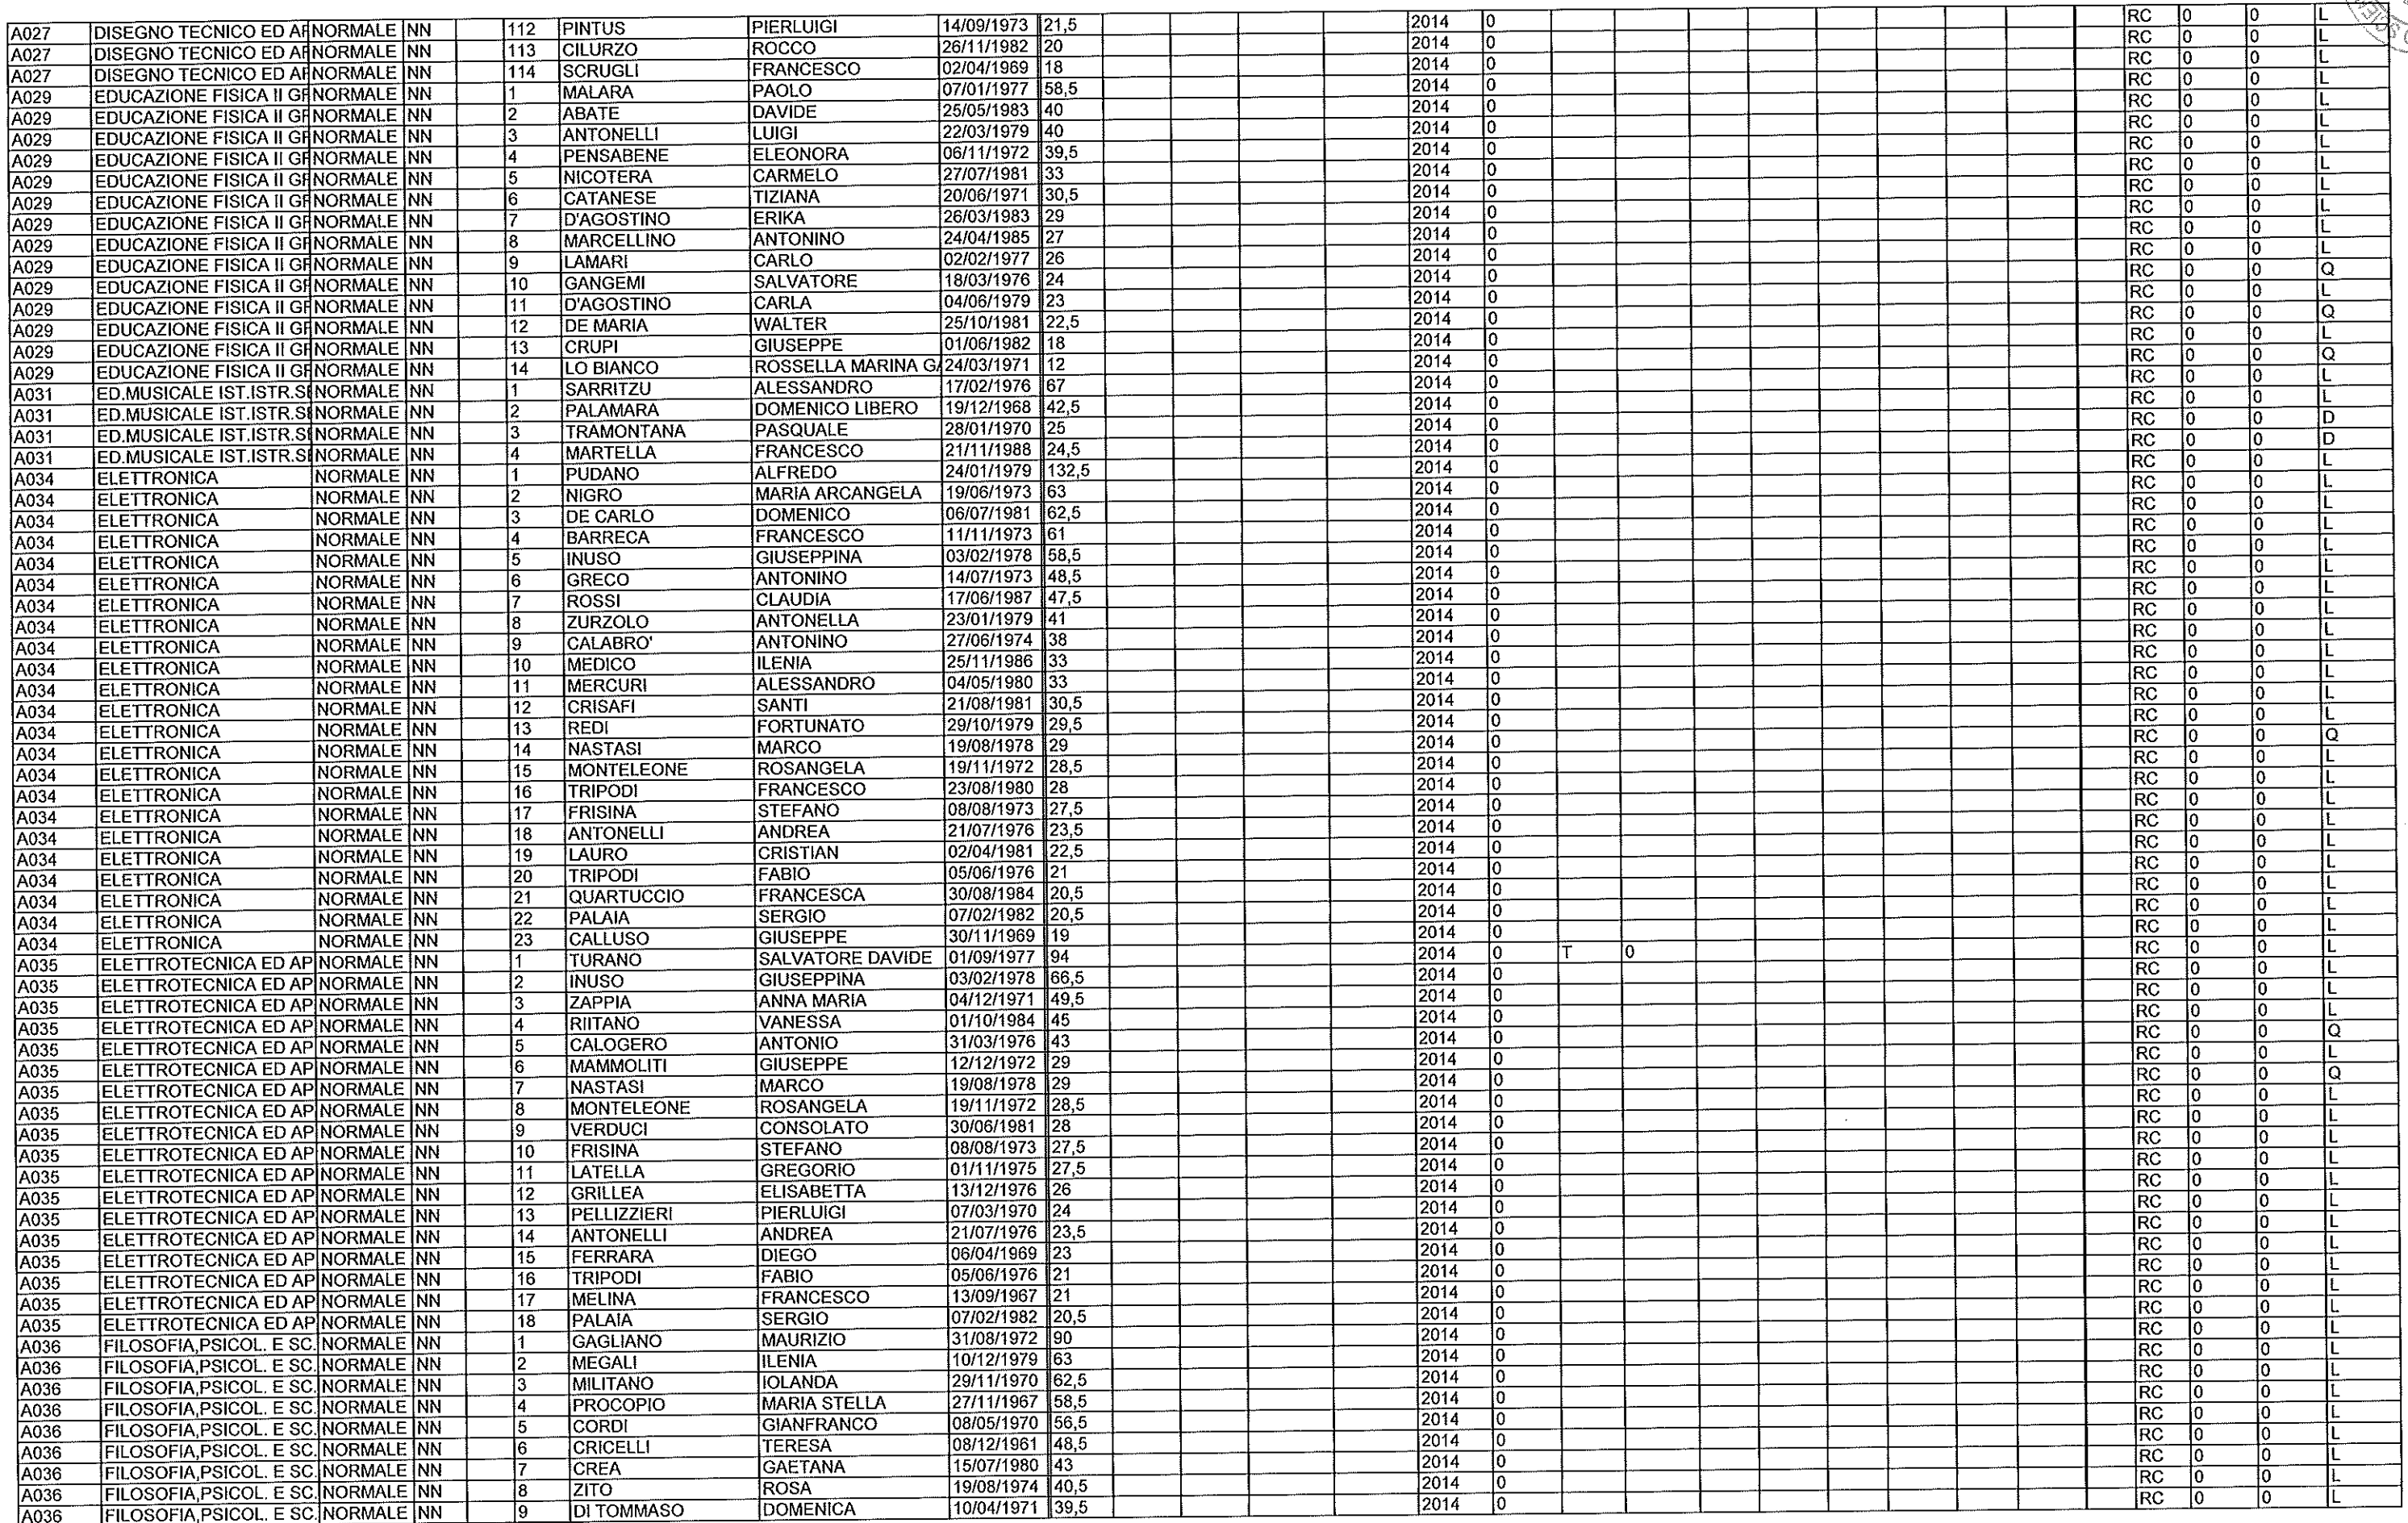 A027 DISEGNO TECNICO ED AF NORMALE NN 112 PINTUS PIERLUIGI 14/09/1973 21,5 2014 0 RC 0 0 L
A027 DISEGNO TECNICO ED AF NORMALE NN 113 CILURZO ROCCO 26/11/1982 20 2014 0 RC 0 0 L
A027 DISEGNO TECNICO ED AF NORMALE NN 114 SCRUGLI FRANCESCO 02/04/1969 18 2014 0 RC 0 0 L
A029 EDUCAZIONE FISICA II GF NORMALE NN 1 MALARA PAOLO 07/01/1977 58,5 2014 0 RC 0 0 L
A029 EDUCAZIONE FISICA II GF NORMALE NN 2 ABATE DAVIDE 25/05/1983 40 2014 0 RC 0 0 L
A029 EDUCAZIONE FISICA II GF NORMALE NN 3 ANTONELLI LUIGI 22/03/1979 40 2014 0 RC 0 0 L
A029 EDUCAZIONE FISICA II GF NORMALE NN 4 PENSABENE ELEONORA 06/11/1972 39,5 2014 0 RC 0 0 L
A029 EDUCAZIONE FISICA II GF NORMALE NN 5 NICOTERA CARMELO 27/07/1981 33 2014 0 RC 0 0 L
A029 EDUCAZIONE FISICA II GF NORMALE NN 6 CATANESE TIZIANA 20/06/1971 30,5 2014 0 RC 0 0 L
A029 EDUCAZIONE FISICA II GF NORMALE NN 7 D'AGOSTINO ERIKA 26/03/1983 29 2014 0 RC 0 0 L
A029 EDUCAZIONE FISICA II GF NORMALE NN 8 MARCELLINO ANTONINO 24/04/1985 27 2014 0 RC 0 0 L
A029 EDUCAZIONE FISICA II GF NORMALE NN 9 LAMARI CARLO 02/02/1977 26 2014 0 RC 0 0 L
A029 EDUCAZIONE FISICA II GF NORMALE NN 10 GANGEMI SALVATORE 18/03/1976 24 2014 0 RC 0 0 Q
A029 EDUCAZIONE FISICA II GF NORMALE NN 11 D'AGOSTINO CARLA 04/06/1979 23 2014 0 RC 0 0 L
A029 EDUCAZIONE FISICA II GF NORMALE NN 12 DE MARIA WALTER 25/10/1981 22,5 2014 0 RC 0 0 Q
A029 EDUCAZIONE FISICA II GF NORMALE NN 13 CRUPI GIUSEPPE 01/06/1982 18 2014 0 RC 0 0 L
A029 EDUCAZIONE FISICA II GF NORMALE NN 14 LO BIANCO ROSSELLA MARINA GA 24/03/1971 12 2014 0 RC 0 0 Q
A031 ED.MUSICALE IST.ISTR.SE NORMALE NN 1 SARRITZU ALESSANDRO 17/02/1976 67 2014 0 RC 0 0 L
A031 ED.MUSICALE IST.ISTR.SE NORMALE NN 2 PALAMARA DOMENICO LIBERO 19/12/1968 42,5 2014 0 RC 0 0 L
A031 ED.MUSICALE IST.ISTR.SE NORMALE NN 3 TRAMONTANA PASQUALE 28/01/1970 25 2014 0 RC 0 0 D
A031 ED.MUSICALE IST.ISTR.SE NORMALE NN 4 MARTELLA FRANCESCO 21/11/1988 24,5 2014 0 RC 0 0 D
A034 ELETTRONICA NORMALE NN 1 PUDANO ALFREDO 24/01/1979 132,5 2014 0 RC 0 0 L
A034 ELETTRONICA NORMALE NN 2 NIGRO MARIA ARCANGELA 19/06/1973 63 2014 0 RC 0 0 L
A034 ELETTRONICA NORMALE NN 3 DE CARLO DOMENICO 06/07/1981 62,5 2014 0 RC 0 0 L
A034 ELETTRONICA NORMALE NN 4 BARRECA FRANCESCO 11/11/1973 61 2014 0 RC 0 0 L
A034 ELETTRONICA NORMALE NN 5 INUSO GIUSEPPINA 03/02/1978 58,5 2014 0 RC 0 0 L
A034 ELETTRONICA NORMALE NN 6 GRECO ANTONINO 14/07/1973 48,5 2014 0 RC 0 0 L
A034 ELETTRONICA NORMALE NN 7 ROSSI CLAUDIA 17/06/1987 47,5 2014 0 RC 0 0 L
A034 ELETTRONICA NORMALE NN 8 ZURZOLO ANTONELLA 23/01/1979 41 2014 0 RC 0 0 L
A034 ELETTRONICA NORMALE NN 9 CALABRO' ANTONINO 27/06/1974 38 2014 0 RC 0 0 L
A034 ELETTRONICA NORMALE NN 10 MEDICO ILENIA 25/11/1986 33 2014 0 RC 0 0 L
A034 ELETTRONICA NORMALE NN 11 MERCURI ALESSANDRO 04/05/1980 33 2014 0 RC 0 0 L
A034 ELETTRONICA NORMALE NN 12 CRISAFI SANTI 21/08/1981 30,5 2014 0 RC 0 0 L
A034 ELETTRONICA NORMALE NN 13 REDI FORTUNATO 29/10/1979 29,5 2014 0 RC 0 0 L
A034 ELETTRONICA NORMALE NN 14 NASTASI MARCO 19/08/1978 29 2014 0 RC 0 0 Q
A034 ELETTRONICA NORMALE NN 15 MONTELEONE ROSANGELA 19/11/1972 28,5 2014 0 RC 0 0 L
A034 ELETTRONICA NORMALE NN 16 TRIPODI FRANCESCO 23/08/1980 28 2014 0 RC 0 0 L
A034 ELETTRONICA NORMALE NN 17 FRISINA STEFANO 08/08/1973 27,5 2014 0 RC 0 0 L
A034 ELETTRONICA NORMALE NN 18 ANTONELLI ANDREA 21/07/1976 23,5 2014 0 RC 0 0 L
A034 ELETTRONICA NORMALE NN 19 LAURO CRISTIAN 02/04/1981 22,5 2014 0 RC 0 0 L
A034 ELETTRONICA NORMALE NN 20 TRIPODI FABIO 05/06/1976 21 2014 0 RC 0 0 L
A034 ELETTRONICA NORMALE NN 21 QUARTUCCIO FRANCESCA 30/08/1984 20,5 2014 0 RC 0 0 L
A034 ELETTRONICA NORMALE NN 22 PALAIA SERGIO 07/02/1982 20,5 2014 0 RC 0 0 L
A034 ELETTRONICA NORMALE NN 23 CALLUSO GIUSEPPE 30/11/1969 19 2014 0 RC 0 0 L
A035 ELETTROTECNICA ED AP NORMALE NN 1 TURANO SALVATORE DAVIDE 01/09/1977 94 2014 0 T 0 RC 0 0 L
A035 ELETTROTECNICA ED AP NORMALE NN 2 INUSO GIUSEPPINA 03/02/1978 66,5 2014 0 RC 0 0 L
A035 ELETTROTECNICA ED AP NORMALE NN 3 ZAPPIA ANNA MARIA 04/12/1971 49,5 2014 0 RC 0 0 L
A035 ELETTROTECNICA ED AP NORMALE NN 4 RIITANO VANESSA 01/10/1984 45 2014 0 RC 0 0 L
A035 ELETTROTECNICA ED AP NORMALE NN 5 CALOGERO ANTONIO 31/03/1976 43 2014 0 RC 0 0 Q
A035 ELETTROTECNICA ED AP NORMALE NN 6 MAMMOLITI GIUSEPPE 12/12/1972 29 2014 0 RC 0 0 L
A035 ELETTROTECNICA ED AP NORMALE NN 7 NASTASI MARCO 19/08/1978 29 2014 0 RC 0 0 Q
A035 ELETTROTECNICA ED AP NORMALE NN 8 MONTELEONE ROSANGELA 19/11/1972 28,5 2014 0 RC 0 0 L
A035 ELETTROTECNICA ED AP NORMALE NN 9 VERDUCI CONSOLATO 30/06/1981 28 2014 0 RC 0 0 L
A035 ELETTROTECNICA ED AP NORMALE NN 10 FRISINA STEFANO 08/08/1973 27,5 2014 0 RC 0 0 L
A035 ELETTROTECNICA ED AP NORMALE NN 11 LATELLA GREGORIO 01/11/1975 27,5 2014 0 RC 0 0 L
A035 ELETTROTECNICA ED AP NORMALE NN 12 GRILLEA ELISABETTA 13/12/1976 26 2014 0 RC 0 0 L
A035 ELETTROTECNICA ED AP NORMALE NN 13 PELLIZZIERI PIERLUIGI 07/03/1970 24 2014 0 RC 0 0 L
A035 ELETTROTECNICA ED AP NORMALE NN 14 ANTONELLI ANDREA 21/07/1976 23,5 2014 0 RC 0 0 L
A035 ELETTROTECNICA ED AP NORMALE NN 15 FERRARA DIEGO 06/04/1969 23 2014 0 RC 0 0 L
A035 ELETTROTECNICA ED AP NORMALE NN 16 TRIPODI FABIO 05/06/1976 21 2014 0 RC 0 0 L
A035 ELETTROTECNICA ED AP NORMALE NN 17 MELINA FRANCESCO 13/09/1967 21 2014 0 RC 0 0 L
A035 ELETTROTECNICA ED AP NORMALE NN 18 PALAIA SERGIO 07/02/1982 20,5 2014 0 RC 0 0 L
A036 FILOSOFIA,PSICOL. E SC. NORMALE NN 1 GAGLIANO MAURIZIO 31/08/1972 90 2014 0 RC 0 0 L
A036 FILOSOFIA,PSICOL. E SC. NORMALE NN 2 MEGALI ILENIA 10/12/1979 63 2014 0 RC 0 0 L
A036 FILOSOFIA,PSICOL. E SC. NORMALE NN 3 MILITANO IOLANDA 29/11/1970 62,5 2014 0 RC 0 0 L
A036 FILOSOFIA,PSICOL. E SC. NORMALE NN 4 PROCOPIO MARIA STELLA 27/11/1967 58,5 2014 0 RC 0 0 L
A036 FILOSOFIA,PSICOL. E SC. NORMALE NN 5 CORDI GIANFRANCO 08/05/1970 56,5 2014 0 RC 0 0 L
A036 FILOSOFIA,PSICOL. E SC. NORMALE NN 6 CRICELLI TERESA 08/12/1961 48,5 2014 0 RC 0 0 L
A036 FILOSOFIA,PSICOL. E SC. NORMALE NN 7 CREA GAETANA 15/07/1980 43 2014 0 RC 0 0 L
A036 FILOSOFIA,PSICOL. E SC. NORMALE NN 8 ZITO ROSA 19/08/1974 40,5 2014 0 RC 0 0 L
A036 FILOSOFIA,PSICOL. E SC. NORMALE NN 9 DI TOMMASO DOMENICA 10/04/1971 39,5 2014 0 RC 0 0 L